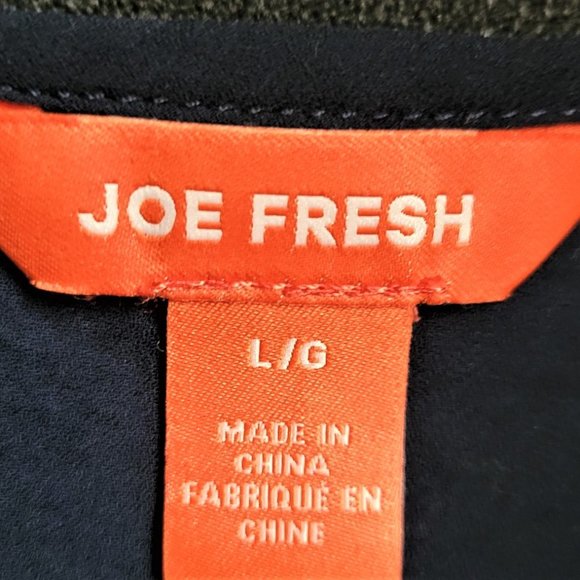 JOE FRESH
L/G
MADE IN
CHINA
FABRIQUÉ EN
CHINE